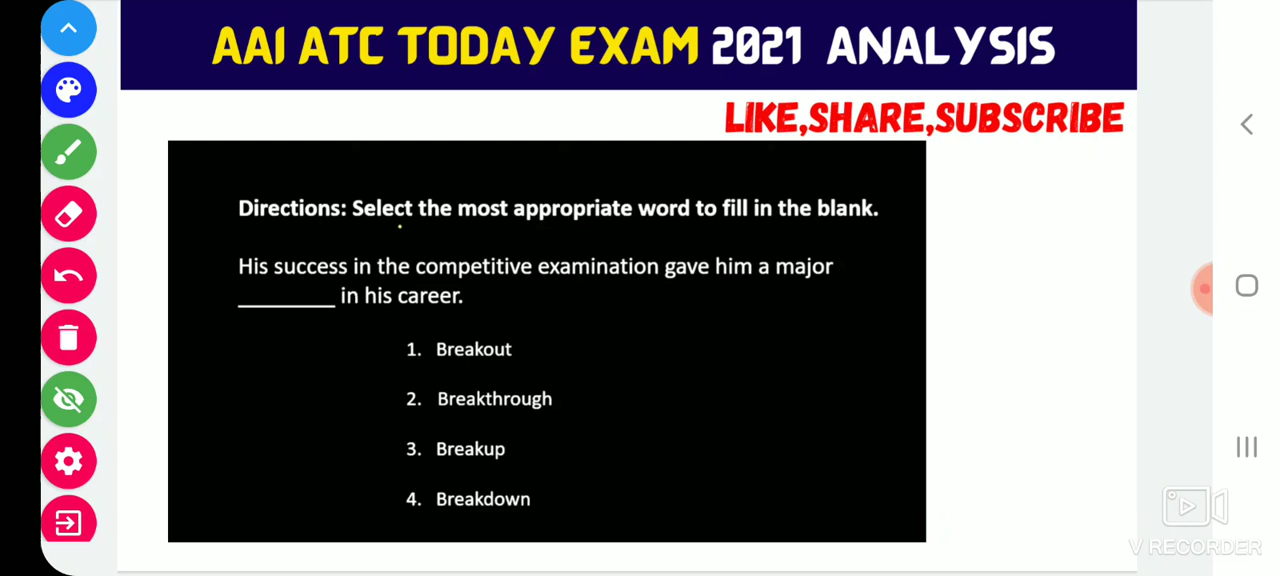 AAI ATC TODAY EXAM 2021 ANALYSIS
LIKE,SHARE,SUBSCRIBE
Directions: Select the most appropriate word to fill in the blank.
His success in the competitive examination gave him a major
________ in his career.
1. Breakout
2. Breakthrough
3. Breakup
4. Breakdown
V RECORDER